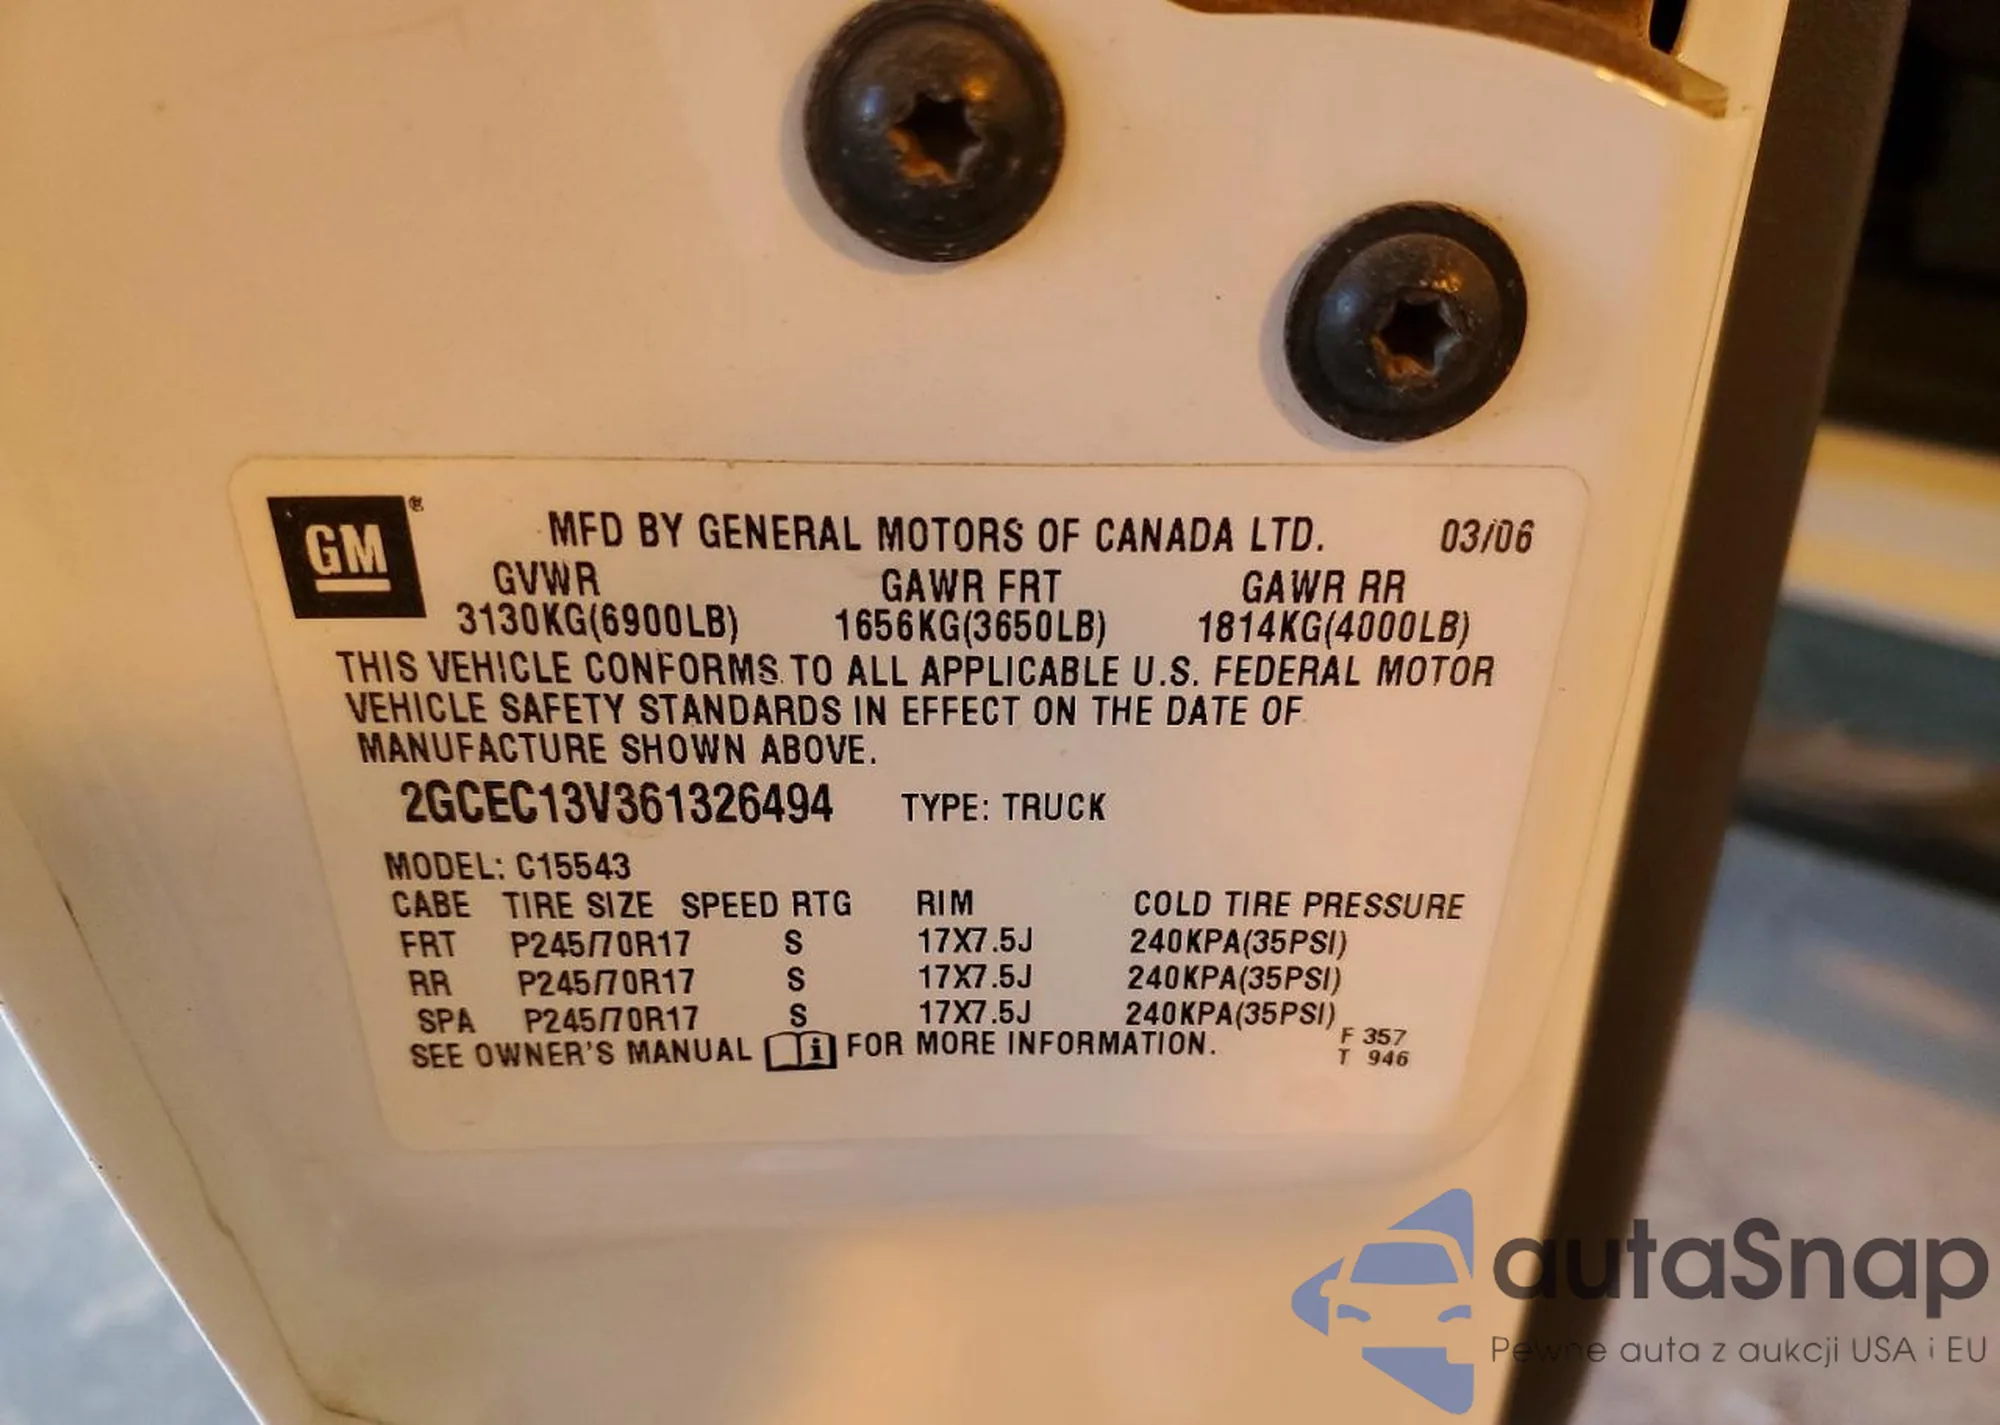 GM ® MFD BY GENERAL MOTORS OF CANADA LTD. 03/06
GVWR GAWR FRT GAWR RR
3130KG(6900LB) 1656KG(3650LB) 1814KG(4000LB)
THIS VEHICLE CONFORMS TO ALL APPLICABLE U.S. FEDERAL MOTOR
VEHICLE SAFETY STANDARDS IN EFFECT ON THE DATE OF
MANUFACTURE SHOWN ABOVE.
2GCEC13V361326494 TYPE: TRUCK
MODEL: C15543
CABE TIRE SIZE SPEED RTG RIM COLD TIRE PRESSURE
FRT P245/70R17 S 17X7.5J 240KPA(35PSI)
RR P245/70R17 S 17X7.5J 240KPA(35PSI)
SPA P245/70R17 S 17X7.5J 240KPA(35PSI)
SEE OWNER'S MANUAL i FOR MORE INFORMATION. F 357
T 946
autaSnap
Pewne auta z aukcji USA i EU